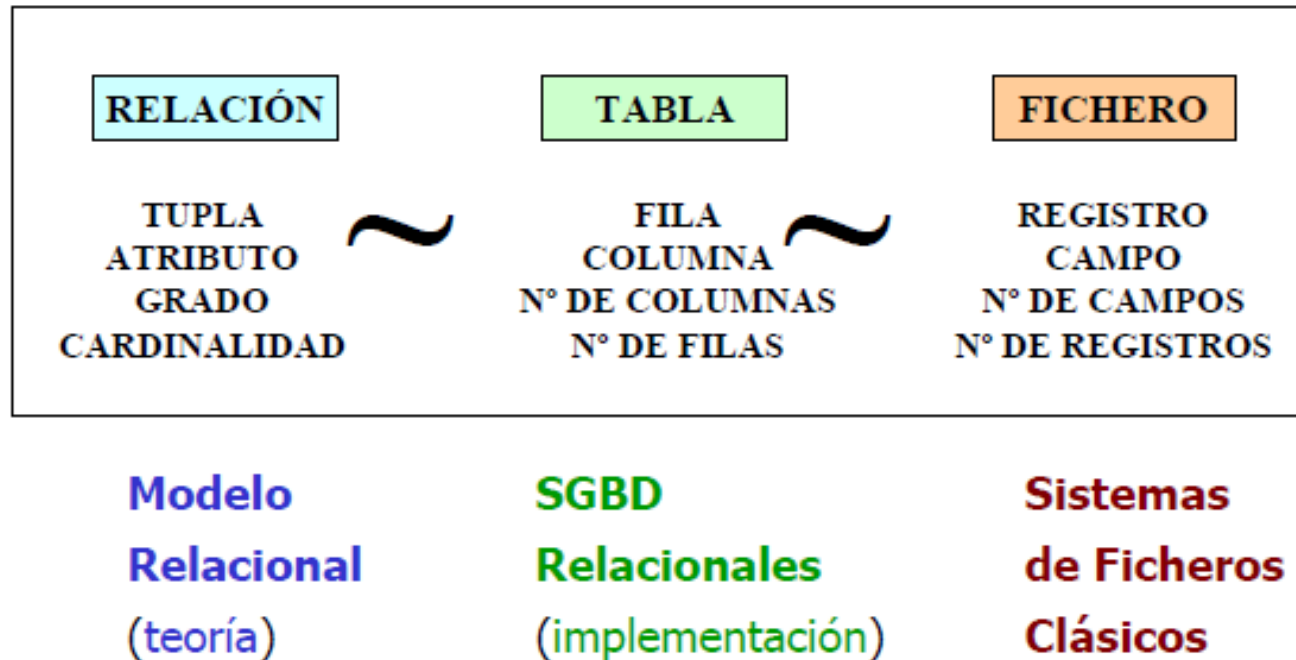 RELACIÓN TABLA FICHERO
TUPLA ~ FILA ~ REGISTRO
ATRIBUTO COLUMNA CAMPO
GRADO Nº DE COLUMNAS Nº DE CAMPOS
CARDINALIDAD Nº DE FILAS Nº DE REGISTROS
Modelo SGBD Sistemas
Relacional Relacionales de Ficheros
(teoría) (implementación) Clásicos